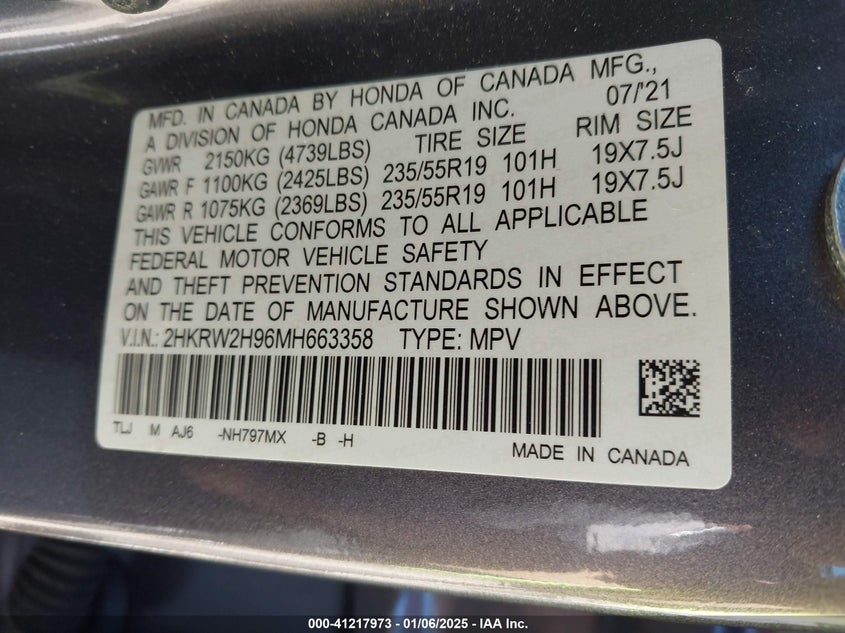 MFD. IN CANADA BY HONDA OF CANADA MFG.,
A DIVISION OF HONDA CANADA INC. 07/'21
GVWR 2150KG (4739LBS) TIRE SIZE RIM SIZE
GAWR F 1100KG (2425LBS) 235/55R19 101H 19X7.5J
GAWR R 1075KG (2369LBS) 235/55R19 101H 19X7.5J
THIS VEHICLE CONFORMS TO ALL APPLICABLE
FEDERAL MOTOR VEHICLE SAFETY
AND THEFT PREVENTION STANDARDS IN EFFECT
ON THE DATE OF MANUFACTURE SHOWN ABOVE.
V.I.N.: 2HKRW2H96MH663358 TYPE: MPV
TLJ M AJ6 -NH797MX -B -H
MADE IN CANADA
000-41217973 - 01/06/2025 - IAA Inc.